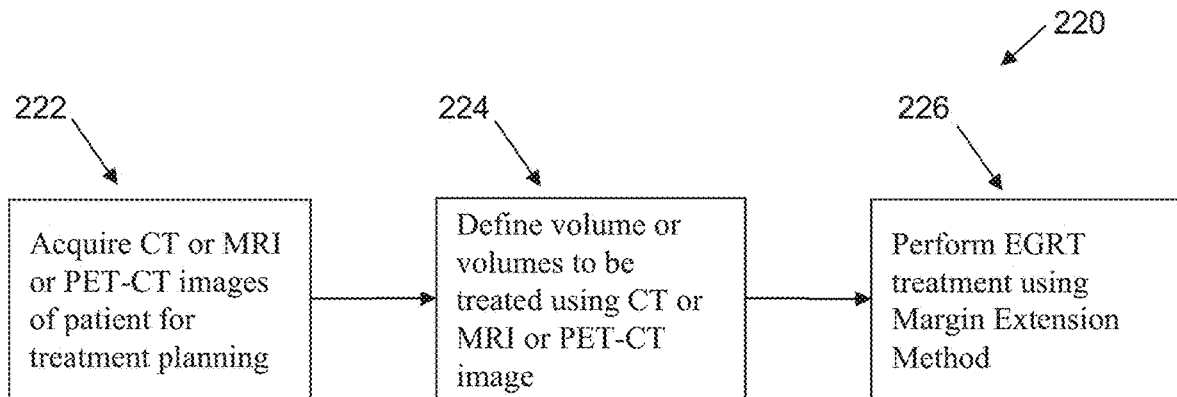 220
222
224
226
Acquire CT or MRI
or PET-CT images
of patient for
treatment planning
Define volume or
volumes to be
treated using CT or
MRI or PET-CT
image
Perform EGRT
treatment using
Margin Extension
Method